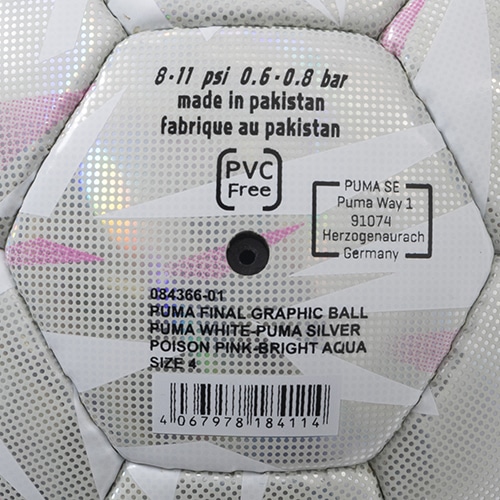 8-11 psi 0.6-0.8 bar
made in pakistan
fabrique au pakistan
PVC
Free
PUMA SE
Puma Way 1
91074
Herzogenaurach
Germany
084366-01
PUMA FINAL GRAPHIC BALL
PUMA WHITE-PUMA SILVER
POISON PINK-BRIGHT AQUA
SIZE 4
4 067978 184114